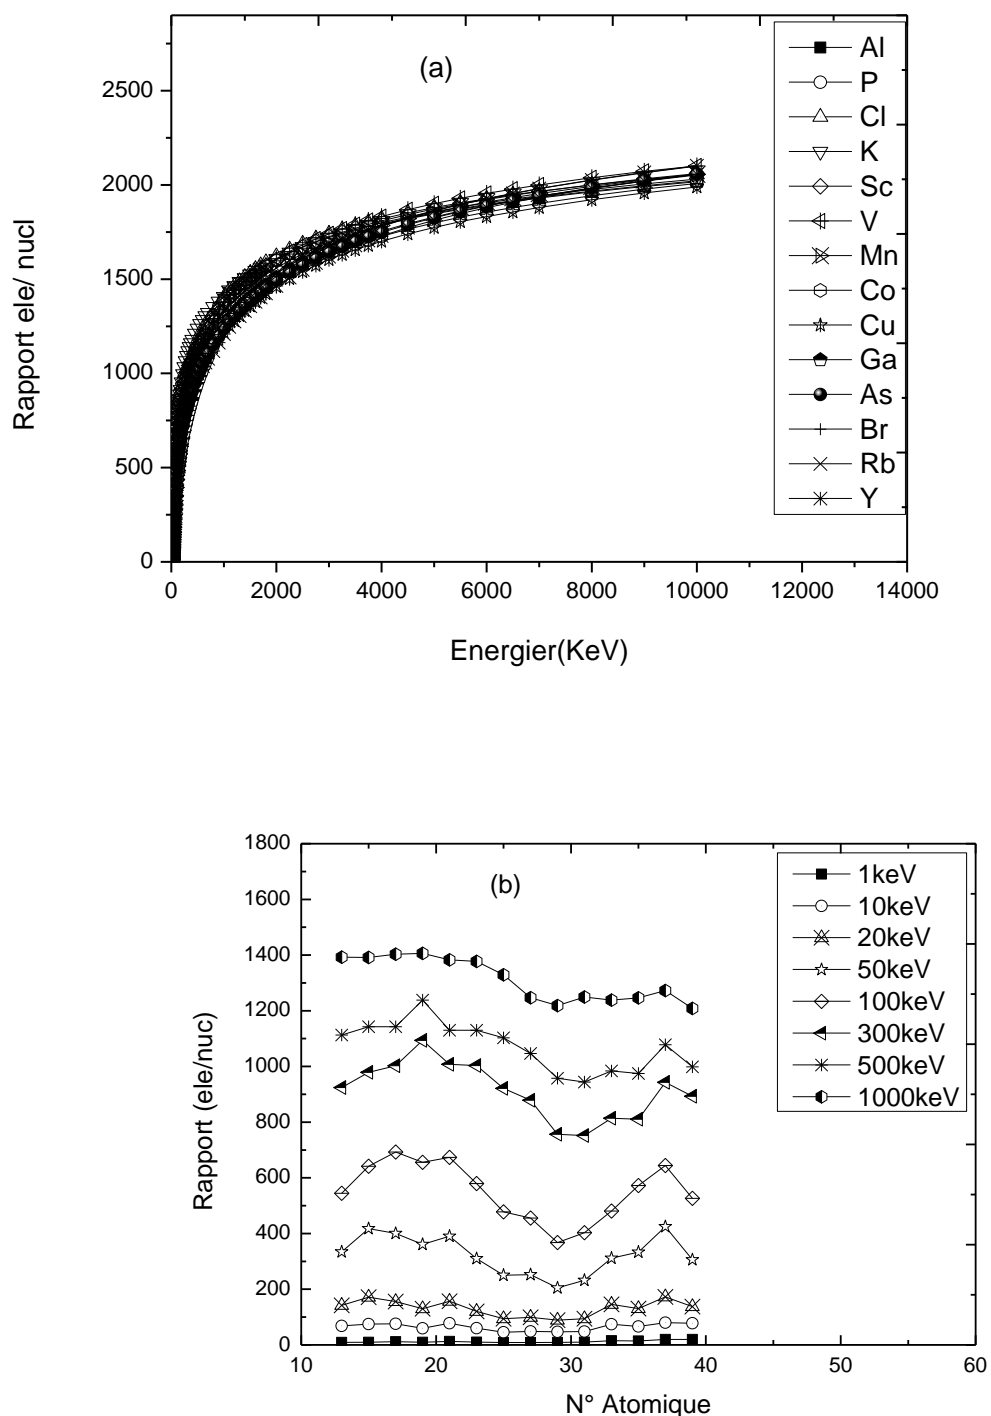 (a)
2500
2000
1500
1000
500
0
Rapport ele/ nucl
0 2000 4000 6000 8000 10000 12000 14000
Energier(KeV)
Al
P
Cl
K
Sc
V
Mn
Co
Cu
Ga
As
Br
Rb
Y
(b)
1800
1600
1400
1200
1000
800
600
400
200
0
Rapport (ele/nuc)
10 20 30 40 50 60
N° Atomique
1keV
10keV
20keV
50keV
100keV
300keV
500keV
1000keV